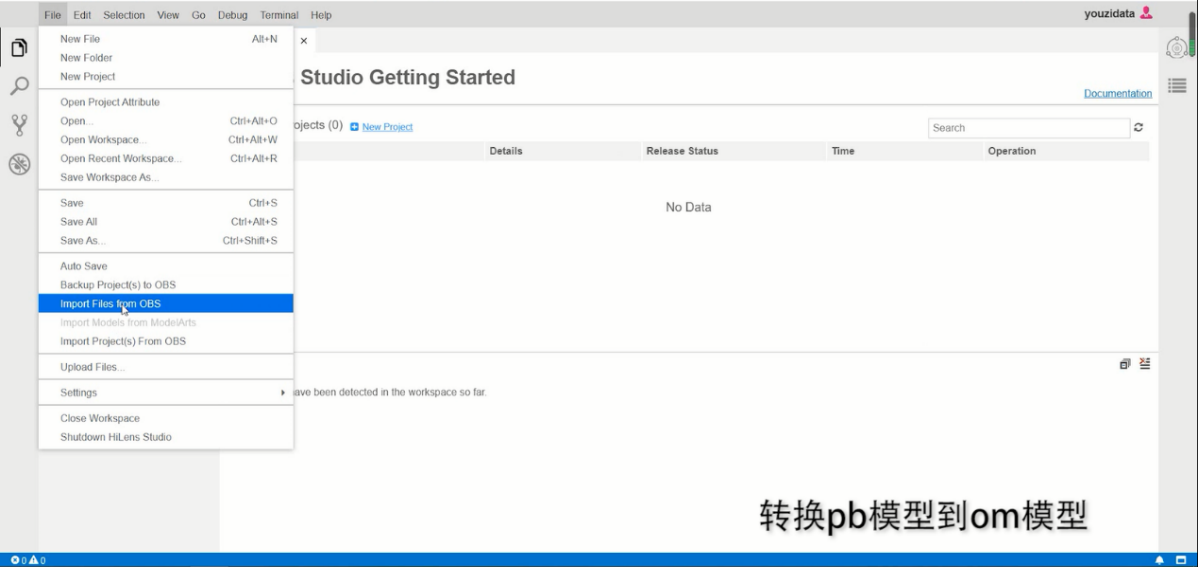 File Edit Selection View Go Debug Terminal Help
youzidata
New File Alt+N
New Folder
New Project
Open Project Attribute
Open... Ctrl+Alt+O
Open Workspace... Ctrl+Alt+W
Open Recent Workspace... Ctrl+Alt+R
Save Workspace As...
Save Ctrl+S
Save All Ctrl+Alt+S
Save As... Ctrl+Shift+S
Auto Save
Backup Project(s) to OBS
Import Files from OBS
Import Models from ModelArts
Import Project(s) From OBS
Upload Files...
Settings
Close Workspace
Shutdown HiLens Studio
Studio Getting Started
Documentation
ojects (0) New Project
Search
Details Release Status Time Operation
No Data
ave been detected in the workspace so far.
转换pb模型到om模型
0 0